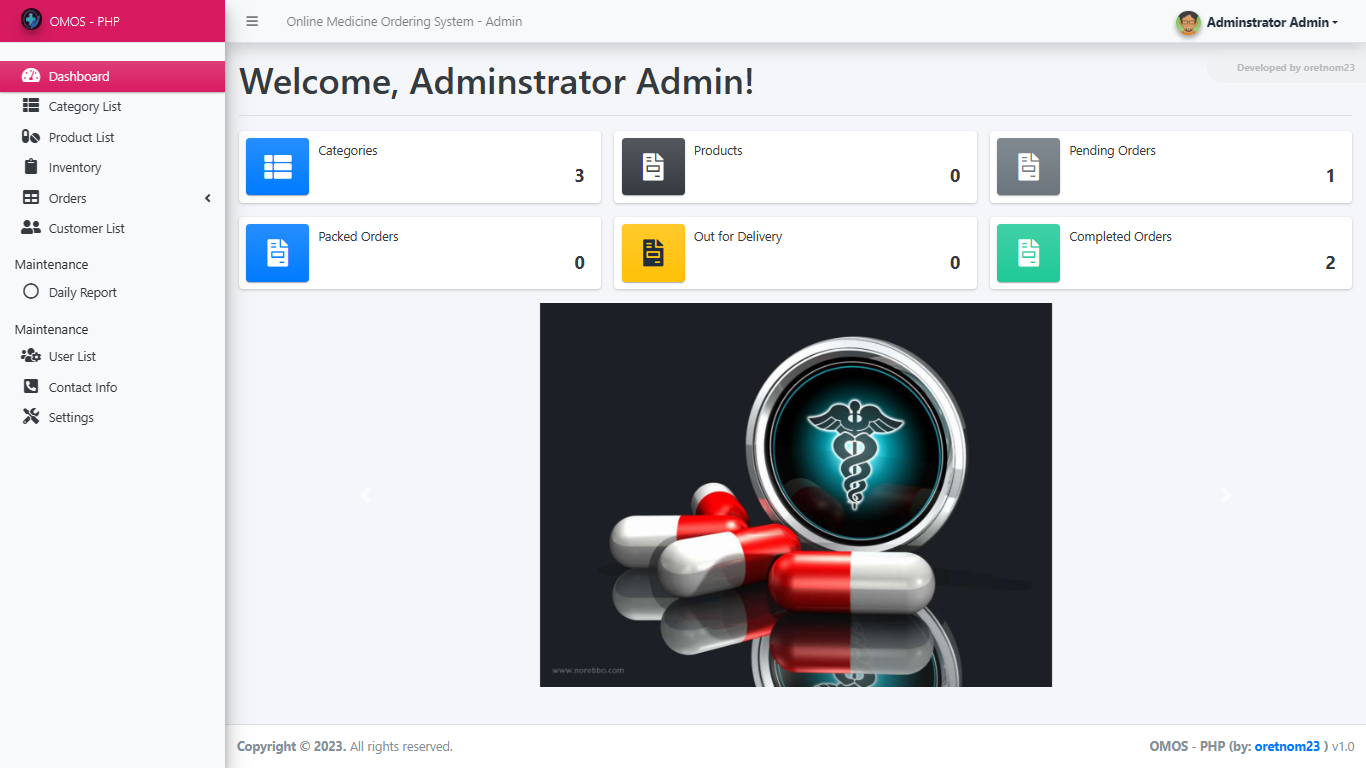 OMOS - PHP
Online Medicine Ordering System - Admin
Adminstrator Admin
Dashboard
Category List
Product List
Inventory
Orders
Customer List
Maintenance
Daily Report
Maintenance
User List
Contact Info
Settings
Developed by oretnom23
Welcome, Adminstrator Admin!
Categories
3
Products
0
Pending Orders
1
Packed Orders
0
Out for Delivery
0
Completed Orders
2
www.norebbo.com
Copyright © 2023. All rights reserved.
OMOS - PHP (by: oretnom23 ) v1.0